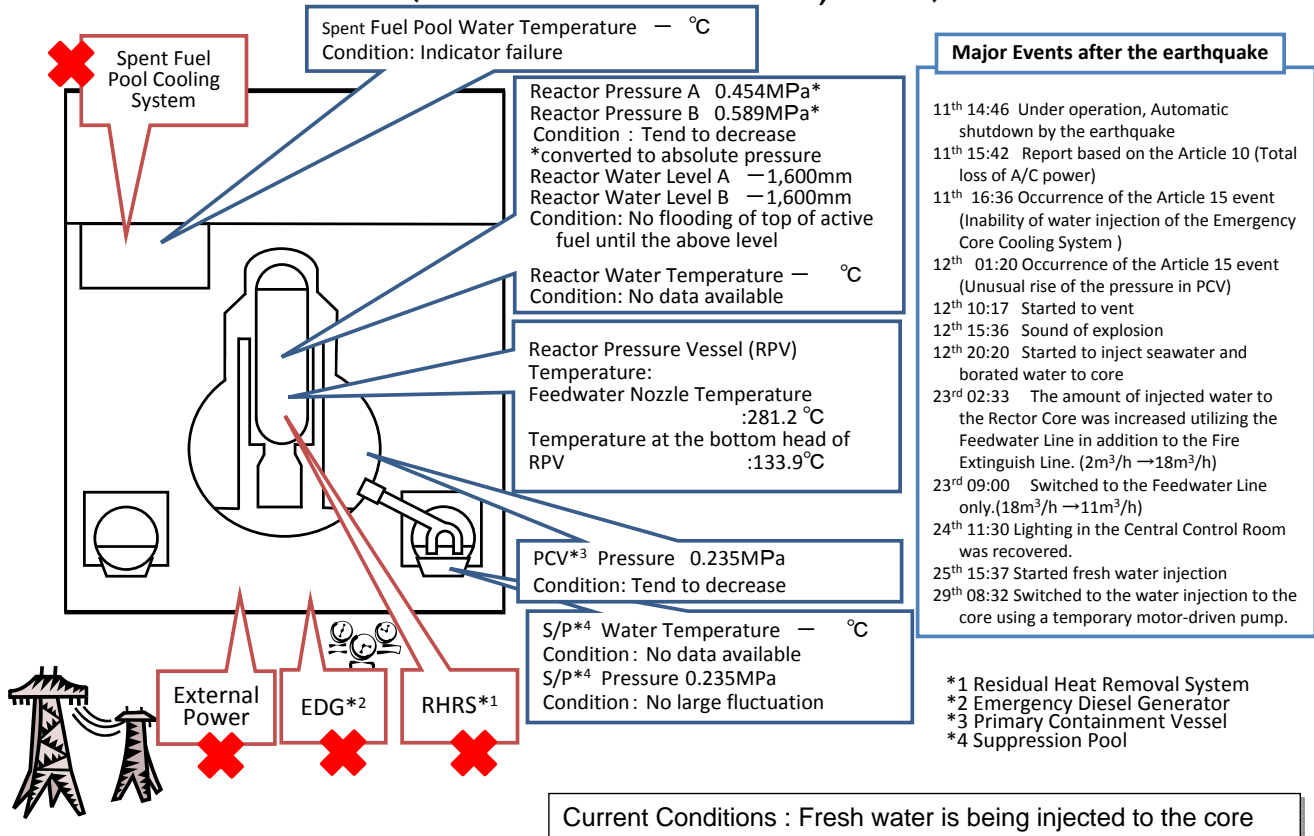 Spent Fuel Pool Water Temperature － ℃
Condition: Indicator failure
Spent Fuel
Pool Cooling
System
Reactor Pressure A 0.454MPa*
Reactor Pressure B 0.589MPa*
Condition : Tend to decrease
*converted to absolute pressure
Reactor Water Level A －1,600mm
Reactor Water Level B －1,600mm
Condition: No flooding of top of active
fuel until the above level
Reactor Water Temperature － ℃
Condition: No data available
Reactor Pressure Vessel (RPV)
Temperature:
Feedwater Nozzle Temperature
:281.2 ℃
Temperature at the bottom head of
RPV :133.9℃
PCV*3 Pressure 0.235MPa
Condition: Tend to decrease
S/P*4 Water Temperature － ℃
Condition : No data available
S/P*4 Pressure 0.235MPa
Condition : No large fluctuation
External
Power
EDG*2
RHRS*1
Major Events after the earthquake
11th 14:46 Under operation, Automatic
shutdown by the earthquake
11th 15:42 Report based on the Article 10 (Total
loss of A/C power)
11th 16:36 Occurrence of the Article 15 event
(Inability of water injection of the Emergency
Core Cooling System )
12th 01:20 Occurrence of the Article 15 event
(Unusual rise of the pressure in PCV)
12th 10:17 Started to vent
12th 15:36 Sound of explosion
12th 20:20 Started to inject seawater and
borated water to core
23rd 02:33 The amount of injected water to
the Rector Core was increased utilizing the
Feedwater Line in addition to the Fire
Extinguish Line. (2m³/h →18m³/h)
23rd 09:00 Switched to the Feedwater Line
only.(18m³/h →11m³/h)
24th 11:30 Lighting in the Central Control Room
was recovered.
25th 15:37 Started fresh water injection
29th 08:32 Switched to the water injection to the
core using a temporary motor-driven pump.
*1 Residual Heat Removal System
*2 Emergency Diesel Generator
*3 Primary Containment Vessel
*4 Suppression Pool
Current Conditions : Fresh water is being injected to the core